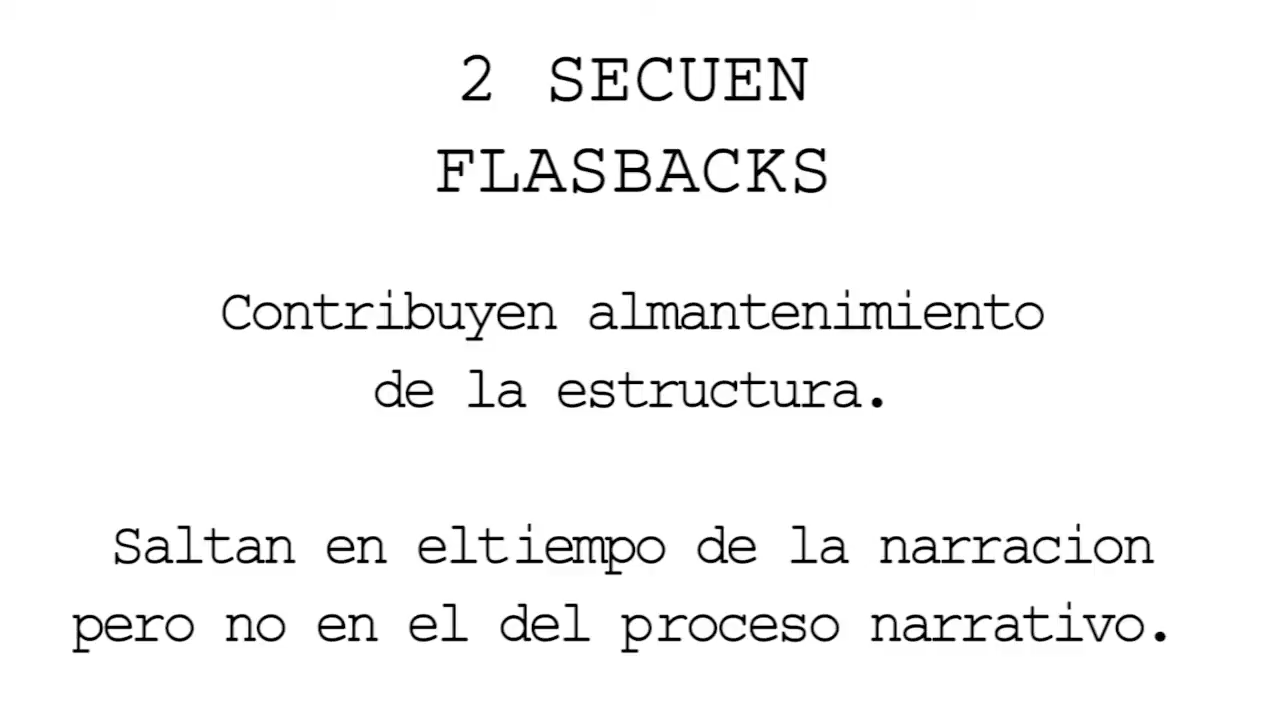 2 SECUEN
FLASBACKS
Contribuyen almantenimiento
de la estructura.
Saltan en eltiempo de la narracion
pero no en el del proceso narrativo.